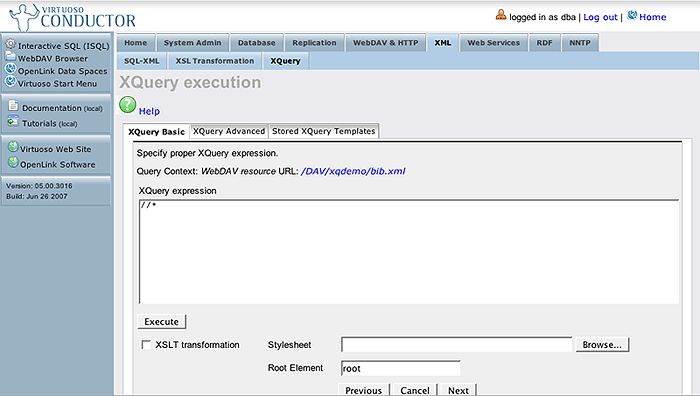 VIRTUOSO
CONDUCTOR
logged in as dba | Log out | Home
Interactive SQL (ISQL)
WebDAV Browser
OpenLink Data Spaces
Virtuoso Start Menu
Documentation (local)
Tutorials (local)
Virtuoso Web Site
OpenLink Software
Version: 05.00.3016
Build: Jun 26 2007
Home System Admin Database Replication WebDAV & HTTP XML Web Services RDF NNTP
SQL-XML XSL Transformation XQuery
XQuery execution
? Help
XQuery Basic XQuery Advanced Stored XQuery Templates
Specify proper XQuery expression.
Query Context: WebDAV resource URL: /DAV/xqdemo/bib.xml
XQuery expression
//*
Execute
XSLT transformation Stylesheet Browse...
Root Element root
Previous Cancel Next